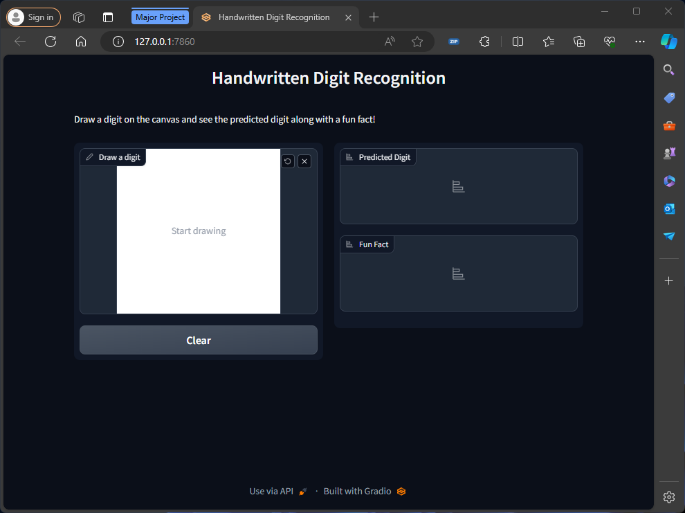 Sign in
Major Project
Handwritten Digit Recognition
127.0.0.1:7860
ZIP
Handwritten Digit Recognition
Draw a digit on the canvas and see the predicted digit along with a fun fact!
Draw a digit
Start drawing
Clear
Predicted Digit
Fun Fact
Use via API · Built with Gradio